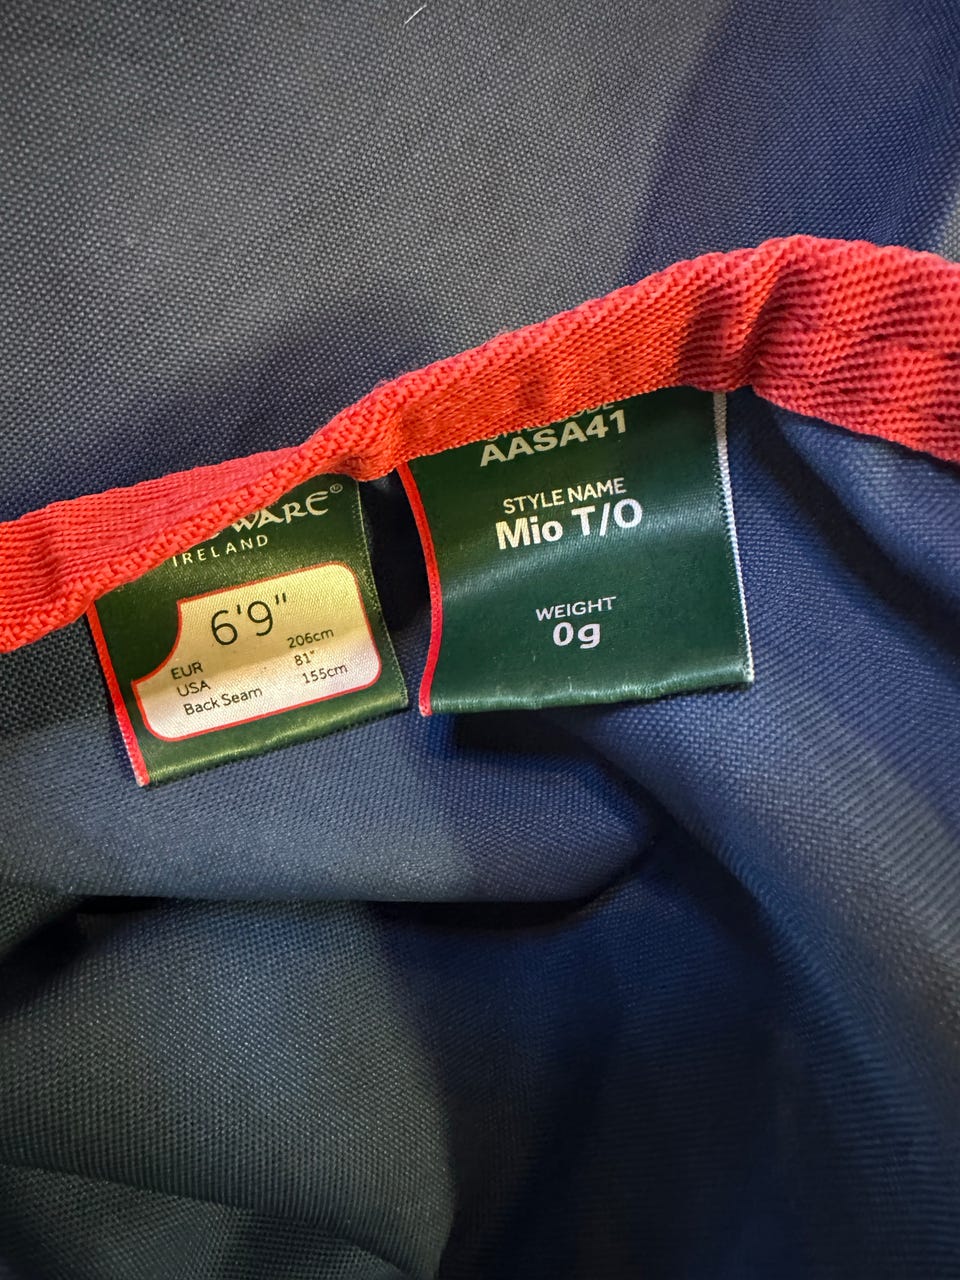 IRELAND
6'9"
EUR 206cm
USA 81"
Back Seam 155cm
AASA41
STYLE NAME
Mio T/O
WEIGHT
0g